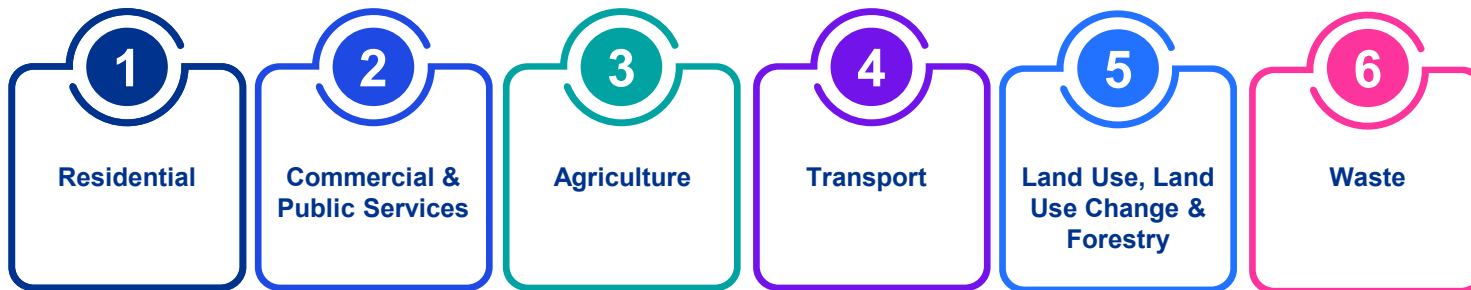 1
Residential
2
Commercial &
Public Services
3
Agriculture
4
Transport
5
Land Use, Land
Use Change &
Forestry
6
Waste